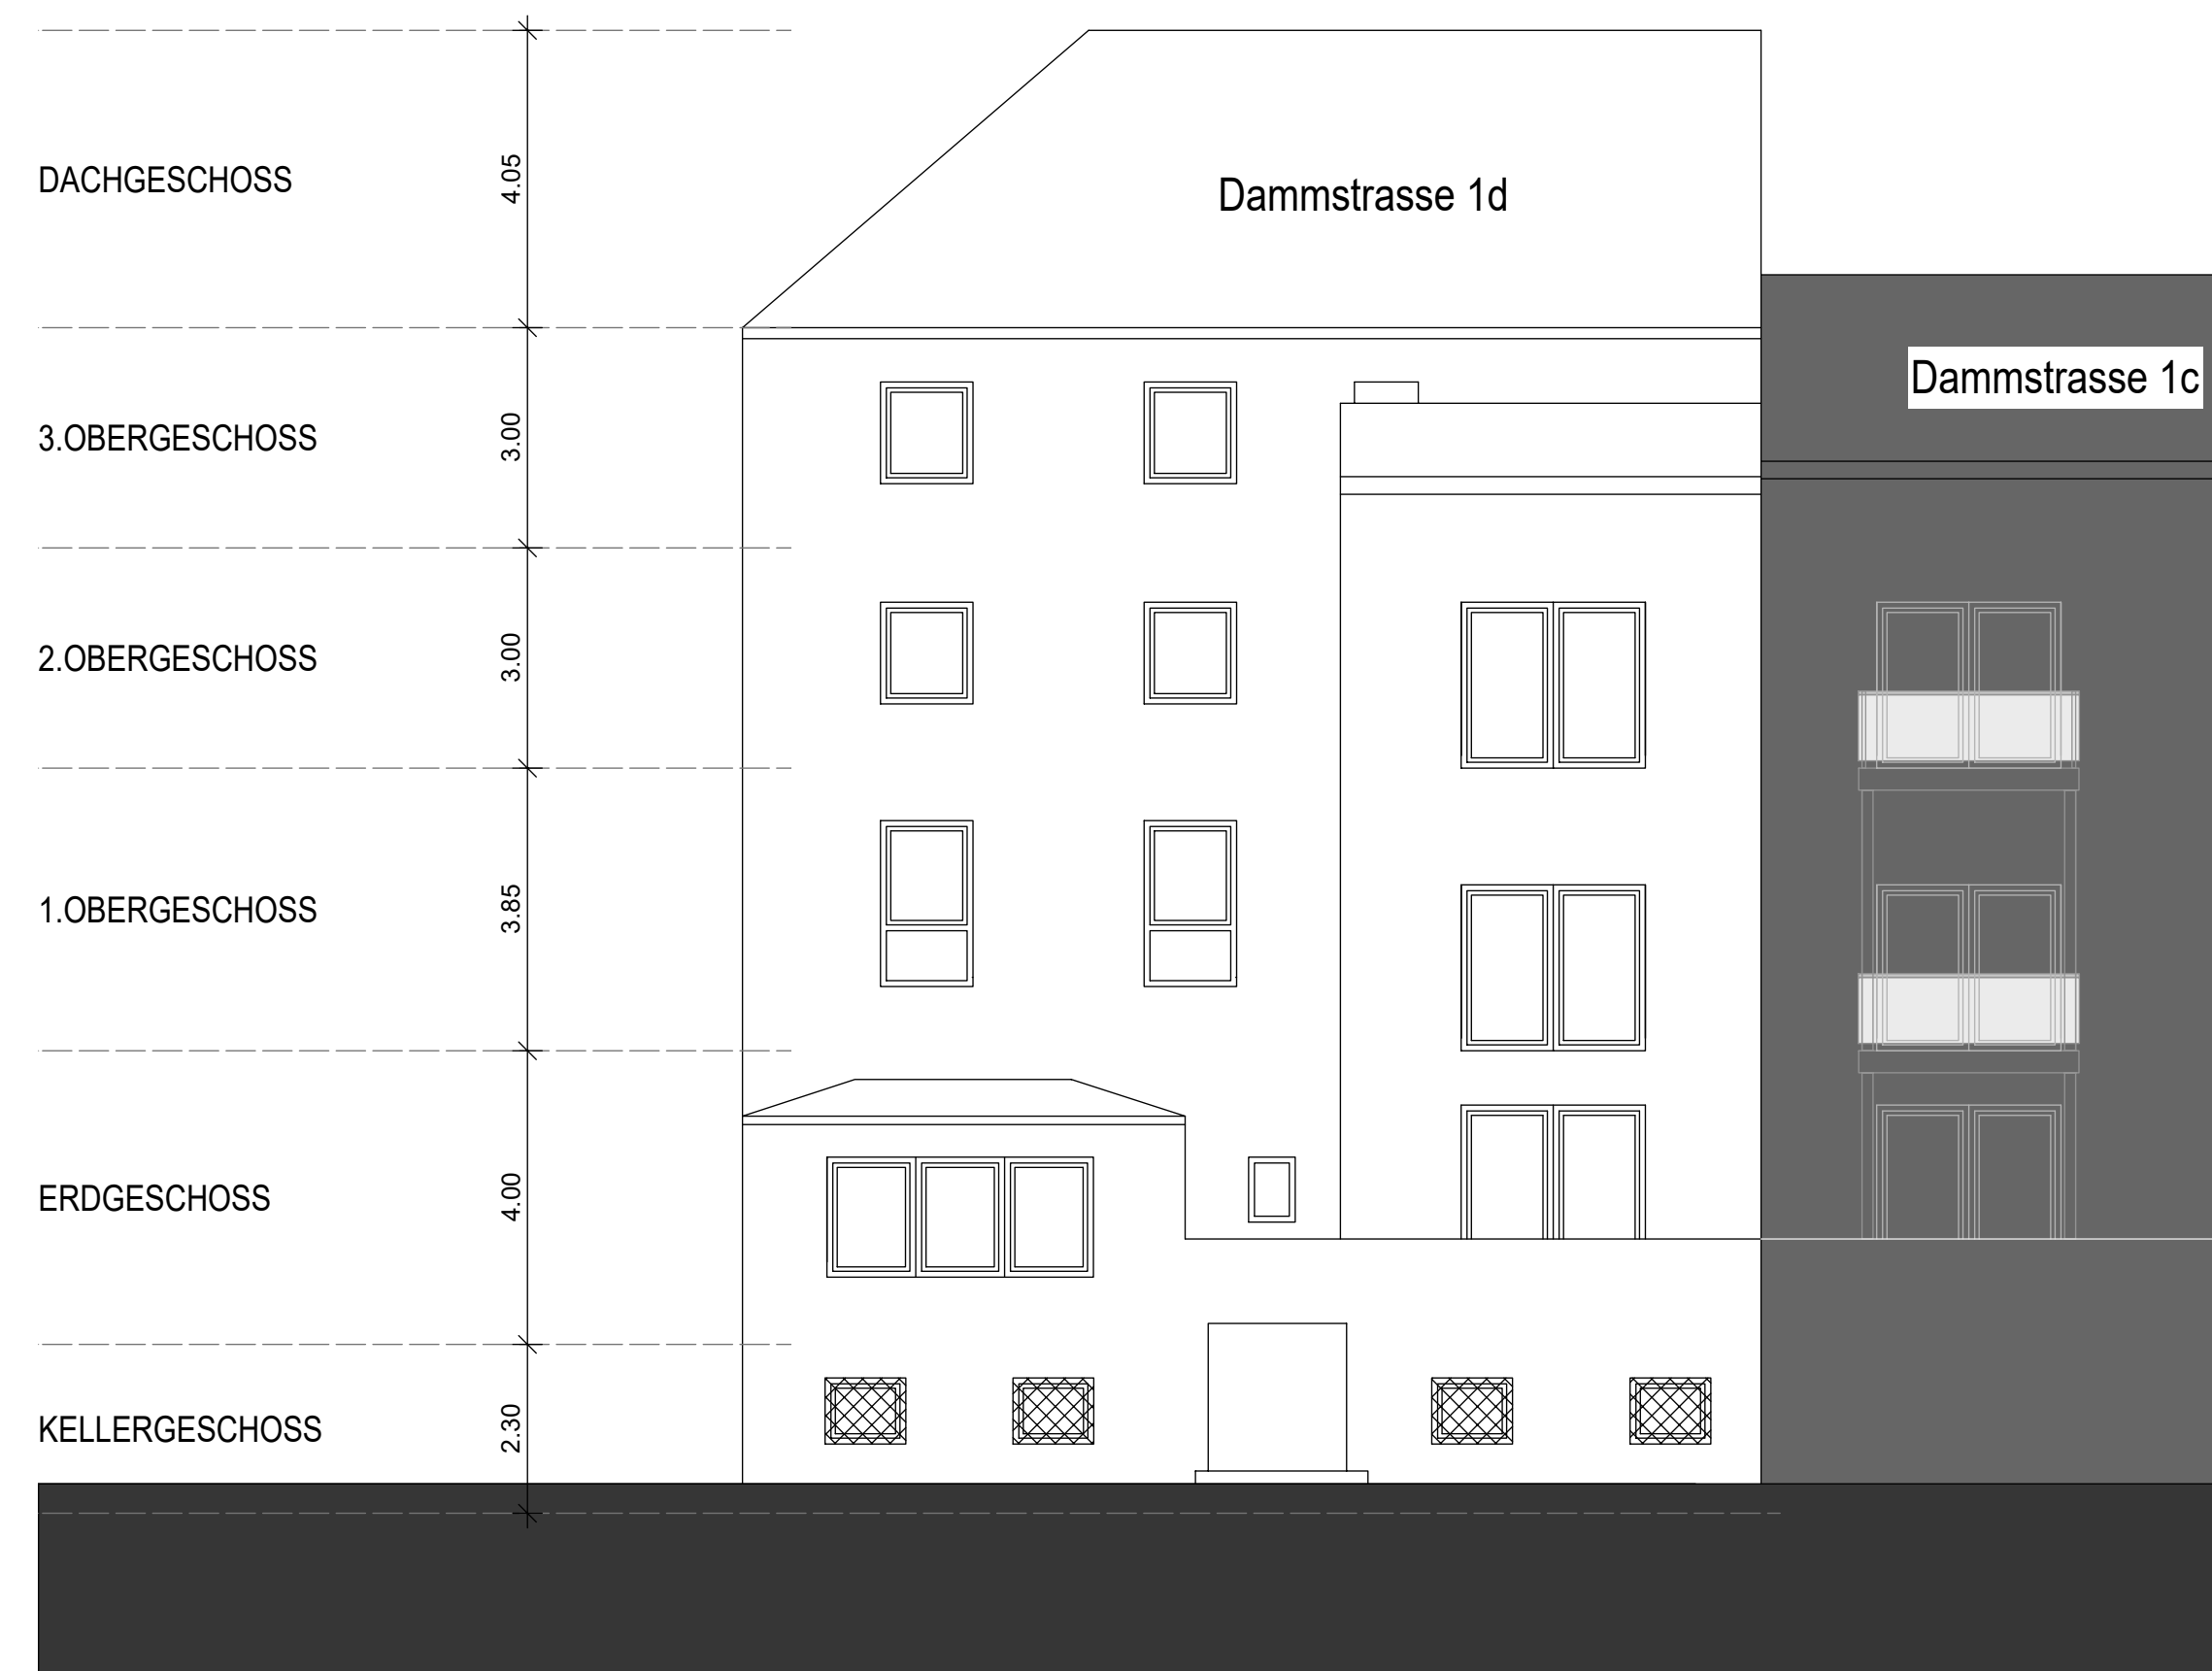 DACHGESCHOSS
4.05
Dammstrasse 1d
Dammstrasse 1c
3.OBERGESCHOSS
3.00
2.OBERGESCHOSS
3.00
1.OBERGESCHOSS
3.85
ERDGESCHOSS
4.00
KELLERGESCHOSS
2.30